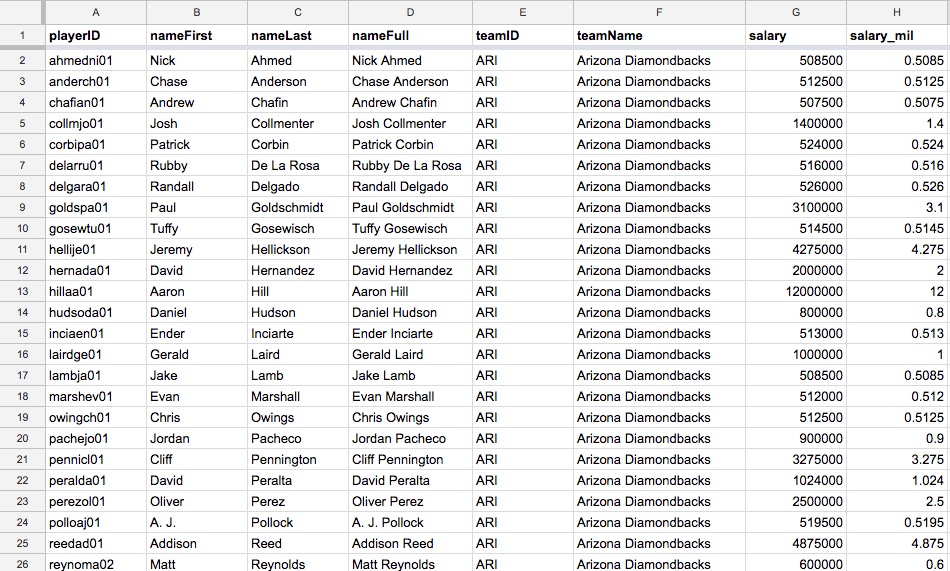 A B C D E F G H
1 playerID nameFirst nameLast nameFull teamID teamName salary salary_mil
2 ahmedni01 Nick Ahmed Nick Ahmed ARI Arizona Diamondbacks 508500 0.5085
3 anderch01 Chase Anderson Chase Anderson ARI Arizona Diamondbacks 512500 0.5125
4 chafian01 Andrew Chafin Andrew Chafin ARI Arizona Diamondbacks 507500 0.5075
5 collmjo01 Josh Collmenter Josh Collmenter ARI Arizona Diamondbacks 1400000 1.4
6 corbipa01 Patrick Corbin Patrick Corbin ARI Arizona Diamondbacks 524000 0.524
7 delarru01 Rubby De La Rosa Rubby De La Rosa ARI Arizona Diamondbacks 516000 0.516
8 delgara01 Randall Delgado Randall Delgado ARI Arizona Diamondbacks 526000 0.526
9 goldspa01 Paul Goldschmidt Paul Goldschmidt ARI Arizona Diamondbacks 3100000 3.1
10 gosewtu01 Tuffy Gosewisch Tuffy Gosewisch ARI Arizona Diamondbacks 514500 0.5145
11 hellije01 Jeremy Hellickson Jeremy Hellickson ARI Arizona Diamondbacks 4275000 4.275
12 hernada01 David Hernandez David Hernandez ARI Arizona Diamondbacks 2000000 2
13 hillaa01 Aaron Hill Aaron Hill ARI Arizona Diamondbacks 12000000 12
14 hudsoda01 Daniel Hudson Daniel Hudson ARI Arizona Diamondbacks 800000 0.8
15 inciaen01 Ender Inciarte Ender Inciarte ARI Arizona Diamondbacks 513000 0.513
16 lairdge01 Gerald Laird Gerald Laird ARI Arizona Diamondbacks 1000000 1
17 lambja01 Jake Lamb Jake Lamb ARI Arizona Diamondbacks 508500 0.5085
18 marshev01 Evan Marshall Evan Marshall ARI Arizona Diamondbacks 512000 0.512
19 owingch01 Chris Owings Chris Owings ARI Arizona Diamondbacks 512500 0.5125
20 pachejo01 Jordan Pacheco Jordan Pacheco ARI Arizona Diamondbacks 900000 0.9
21 pennicl01 Cliff Pennington Cliff Pennington ARI Arizona Diamondbacks 3275000 3.275
22 peralda01 David Peralta David Peralta ARI Arizona Diamondbacks 1024000 1.024
23 perezol01 Oliver Perez Oliver Perez ARI Arizona Diamondbacks 2500000 2.5
24 polloaj01 A. J. Pollock A. J. Pollock ARI Arizona Diamondbacks 519500 0.5195
25 reedad01 Addison Reed Addison Reed ARI Arizona Diamondbacks 4875000 4.875
26 reynoma02 Matt Reynolds Matt Reynolds ARI Arizona Diamondbacks 600000 0.6